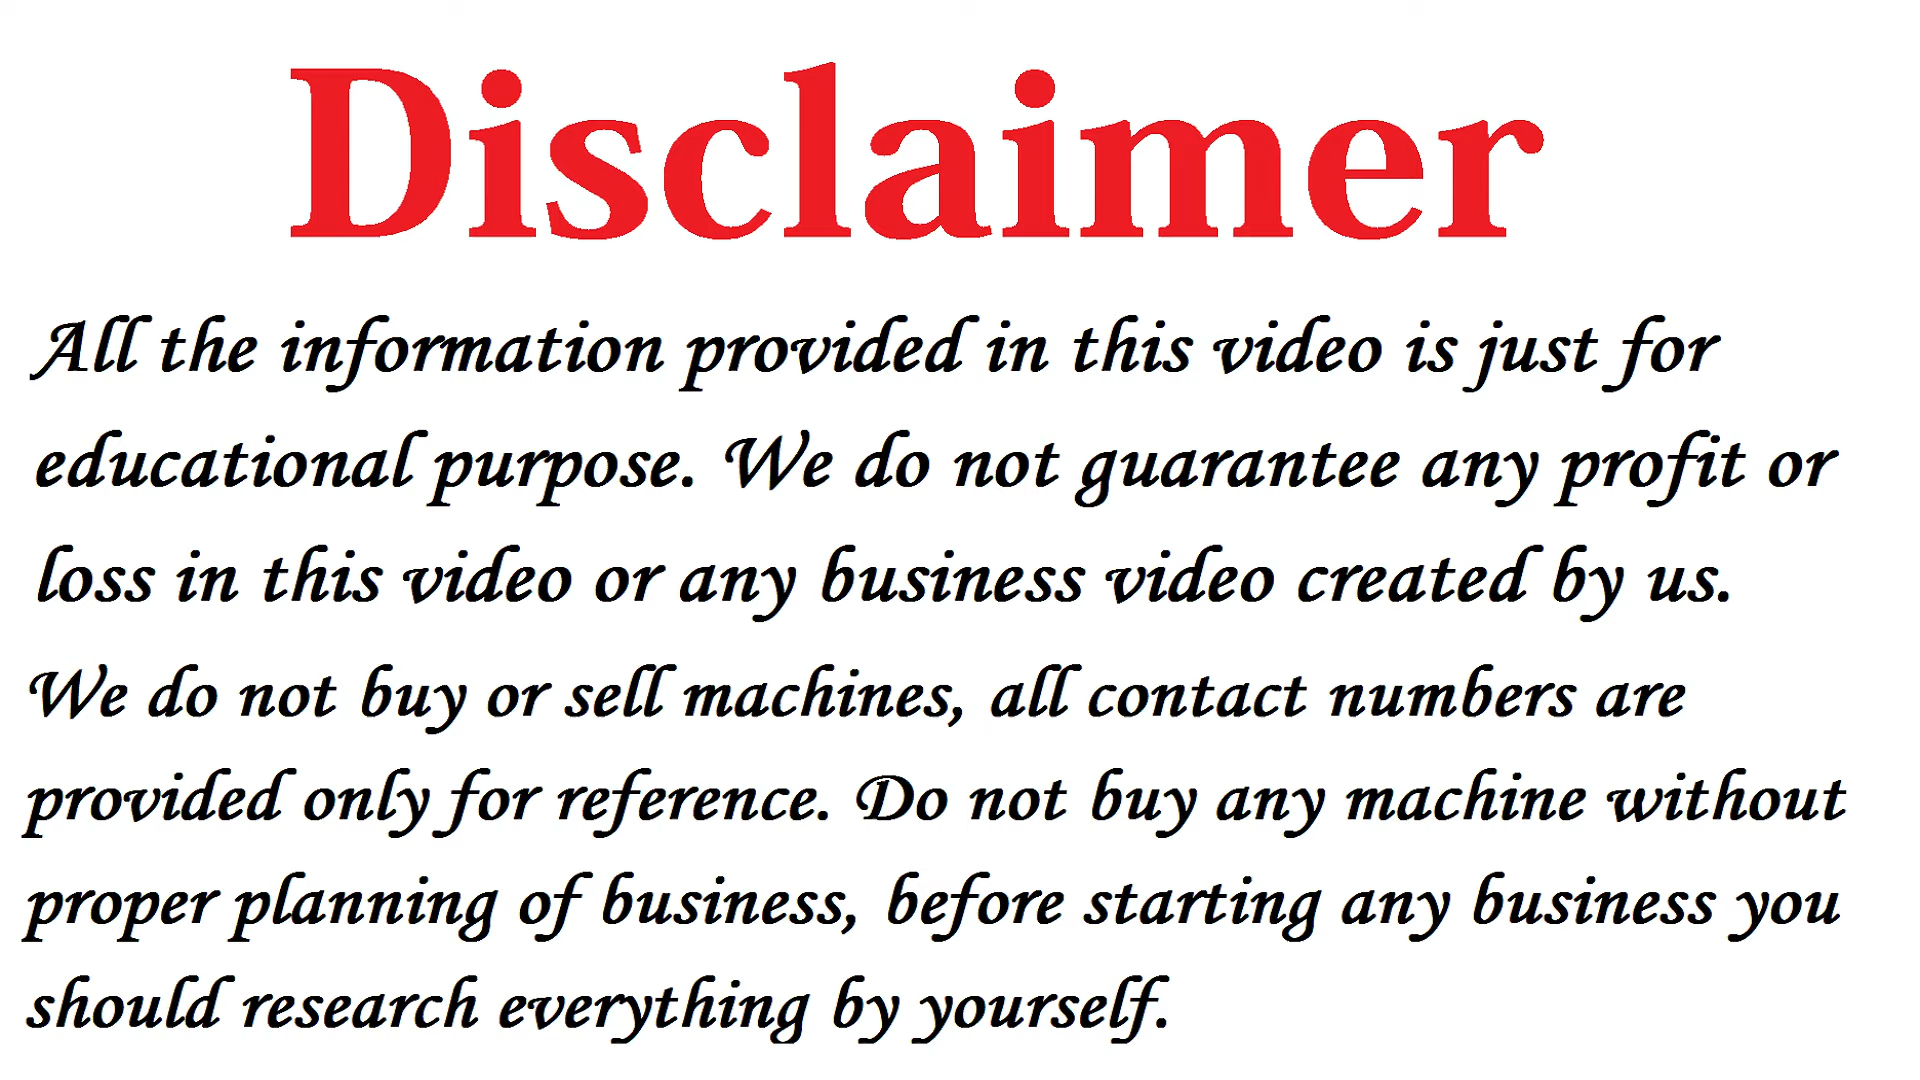 Disclaimer
All the information provided in this video is just for
educational purpose. We do not guarantee any profit or
loss in this video or any business video created by us.
We do not buy or sell machines, all contact numbers are
provided only for reference. Do not buy any machine without
proper planning of business, before starting any business you
should research everything by yourself.